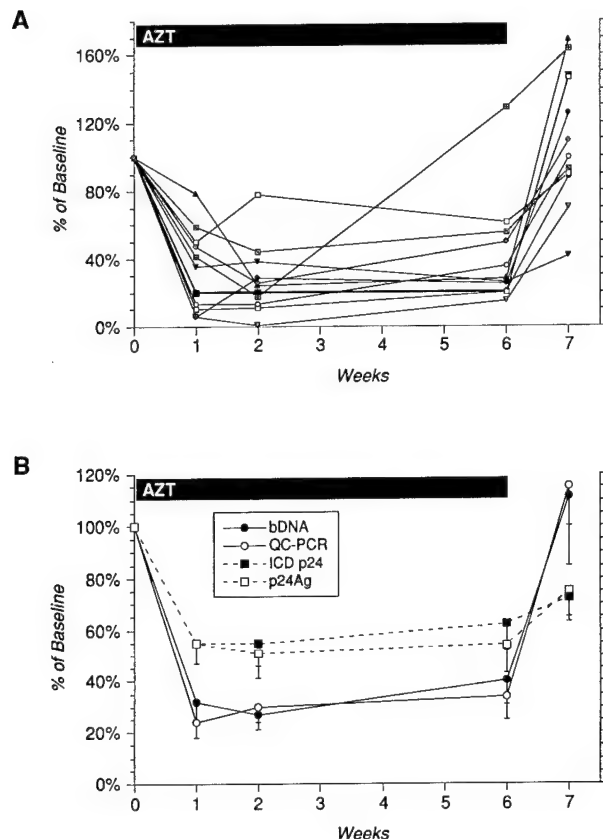 A
AZT
160%
120%
80%
40%
0%
% of Baseline
0 1 2 3 4 5 6 7
Weeks
B
120%
100%
80%
60%
40%
20%
0%
% of Baseline
AZT
bDNA
QC-PCR
ICD p24
p24Ag
0 1 2 3 4 5 6 7
Weeks